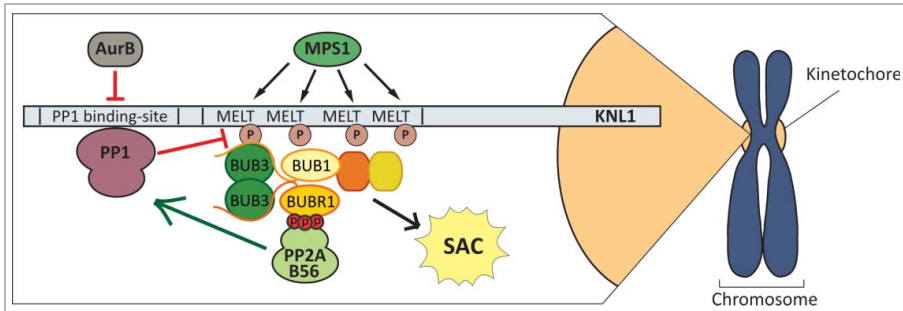 AurB
MPS1
Kinetochore
PP1 binding-site
MELT MELT MELT MELT
KNL1
P P P P
PP1
BUB3
BUB1
BUB3
BUBR1
P P P
PP2A
B56
SAC
Chromosome